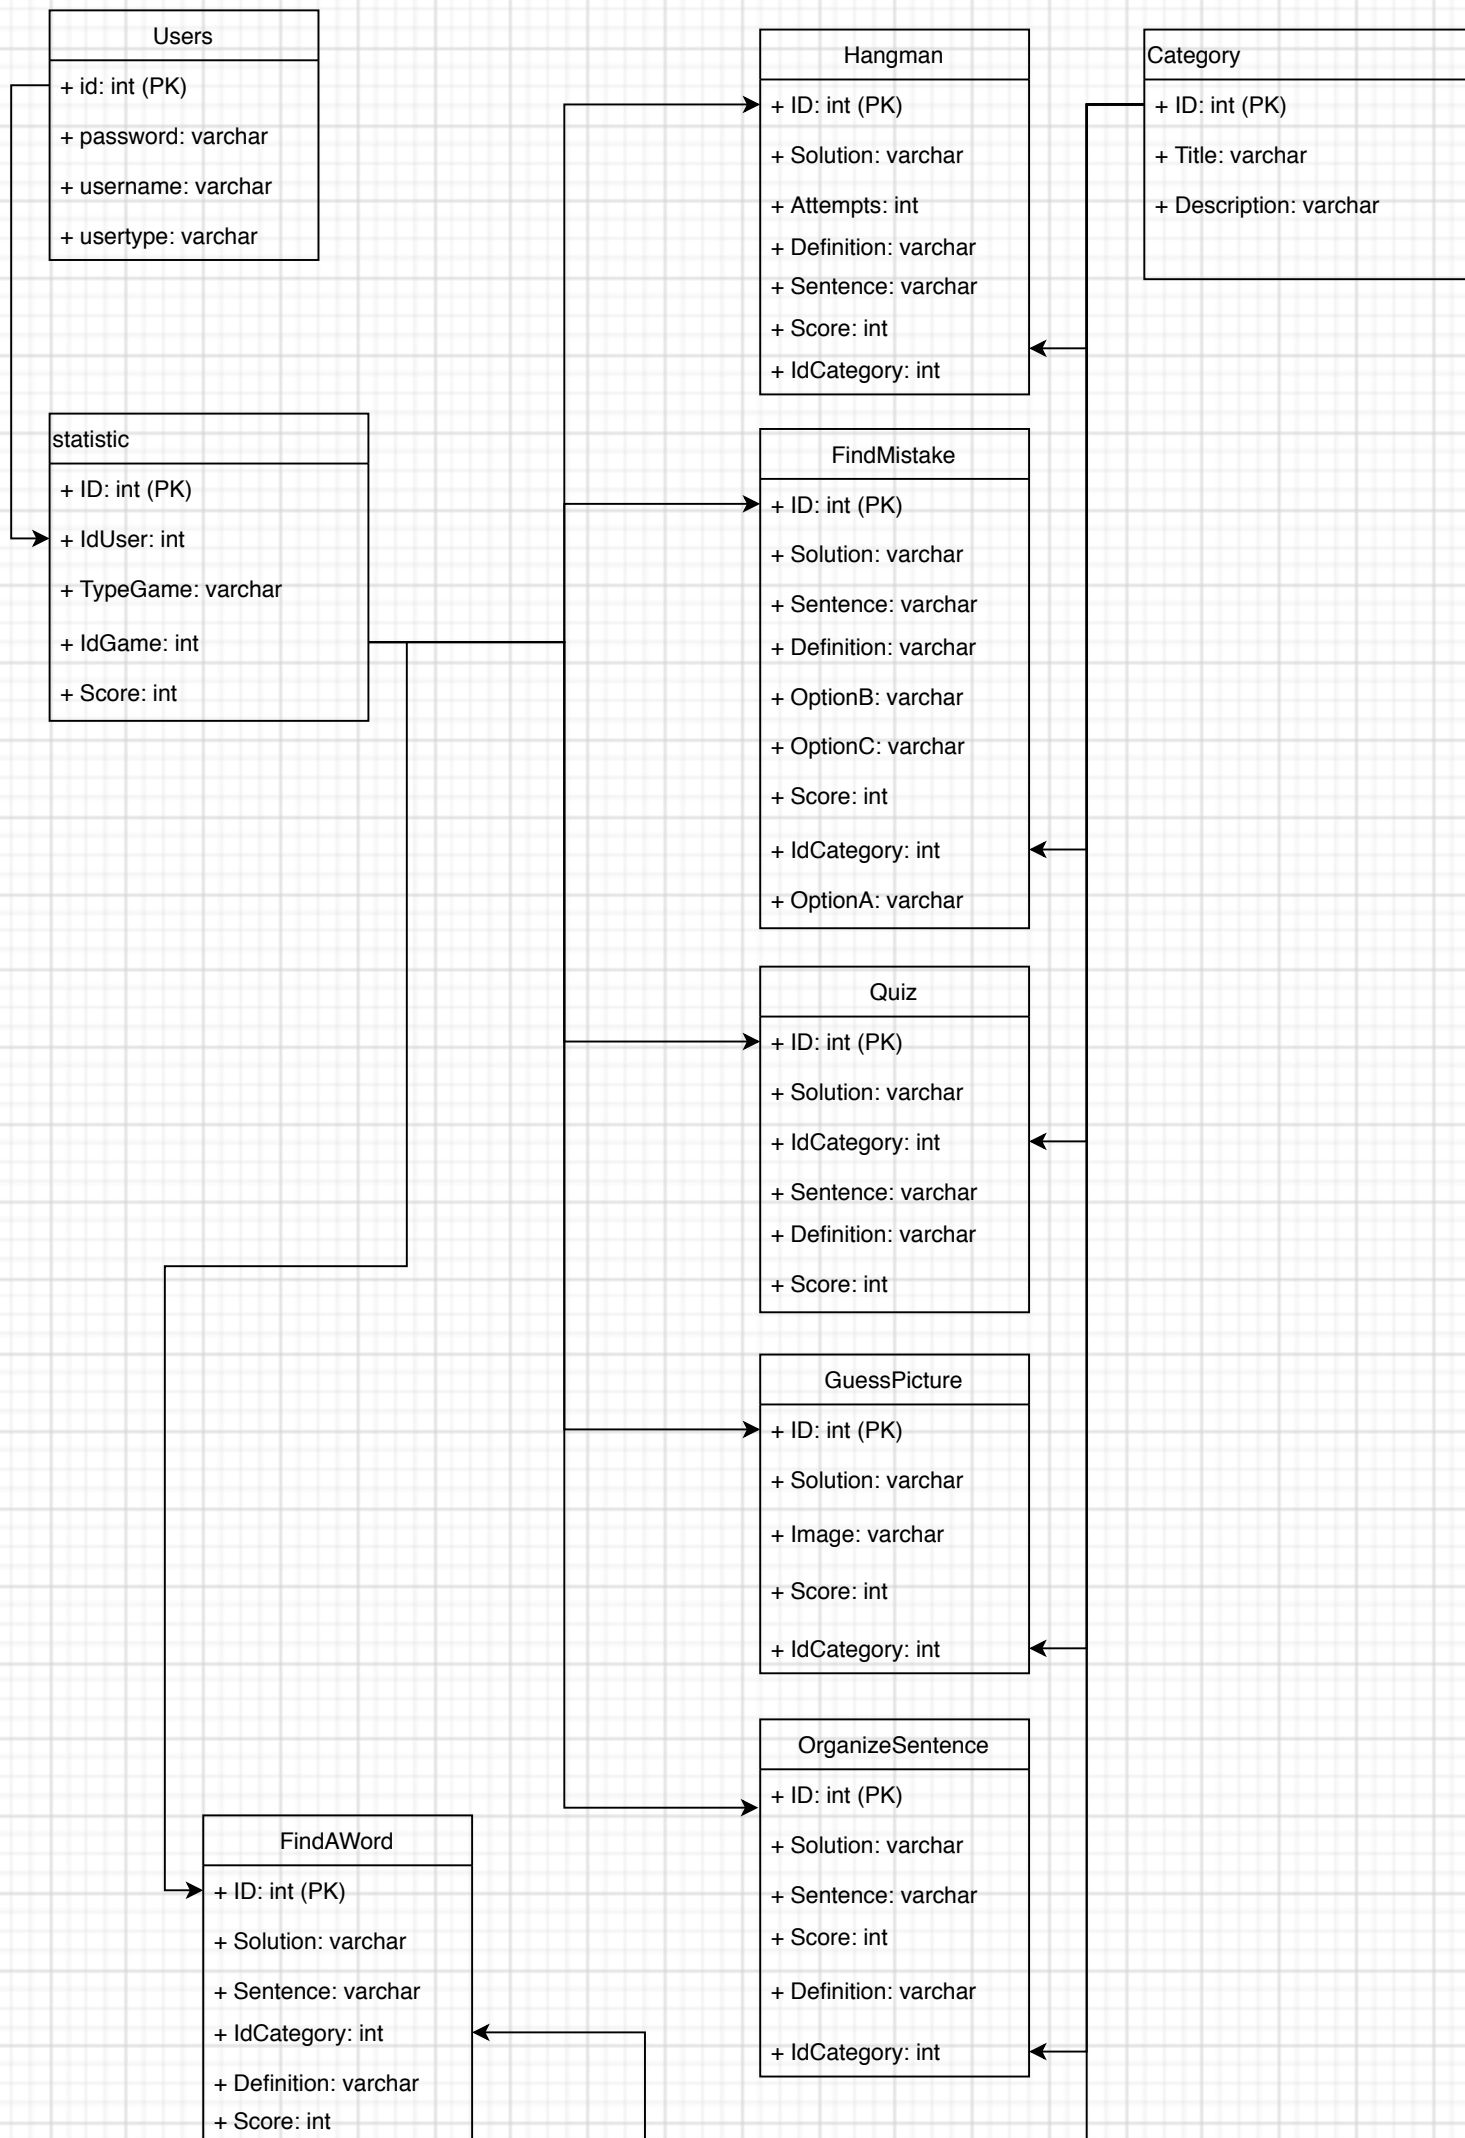 Users
+ id: int (PK)
+ password: varchar
+ username: varchar
+ usertype: varchar
statistic
+ ID: int (PK)
+ IdUser: int
+ TypeGame: varchar
+ IdGame: int
+ Score: int
Hangman
+ ID: int (PK)
+ Solution: varchar
+ Attempts: int
+ Definition: varchar
+ Sentence: varchar
+ Score: int
+ IdCategory: int
Category
+ ID: int (PK)
+ Title: varchar
+ Description: varchar
FindMistake
+ ID: int (PK)
+ Solution: varchar
+ Sentence: varchar
+ Definition: varchar
+ OptionB: varchar
+ OptionC: varchar
+ Score: int
+ IdCategory: int
+ OptionA: varchar
Quiz
+ ID: int (PK)
+ Solution: varchar
+ IdCategory: int
+ Sentence: varchar
+ Definition: varchar
+ Score: int
GuessPicture
+ ID: int (PK)
+ Solution: varchar
+ Image: varchar
+ Score: int
+ IdCategory: int
OrganizeSentence
+ ID: int (PK)
+ Solution: varchar
+ Sentence: varchar
+ Score: int
+ Definition: varchar
+ IdCategory: int
FindAWord
+ ID: int (PK)
+ Solution: varchar
+ Sentence: varchar
+ IdCategory: int
+ Definition: varchar
+ Score: int